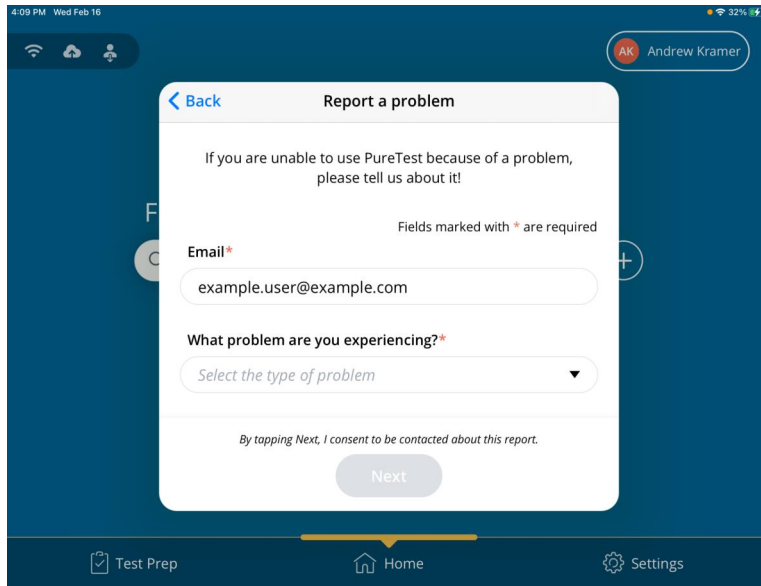 4:09 PM Wed Feb 16
32%
AK Andrew Kramer
Back
Report a problem
If you are unable to use PureTest because of a problem,
please tell us about it!
F
Fields marked with * are required
Email*
example.user@example.com
What problem are you experiencing?*
Select the type of problem
By tapping Next, I consent to be contacted about this report.
Next
Test Prep
Home
Settings